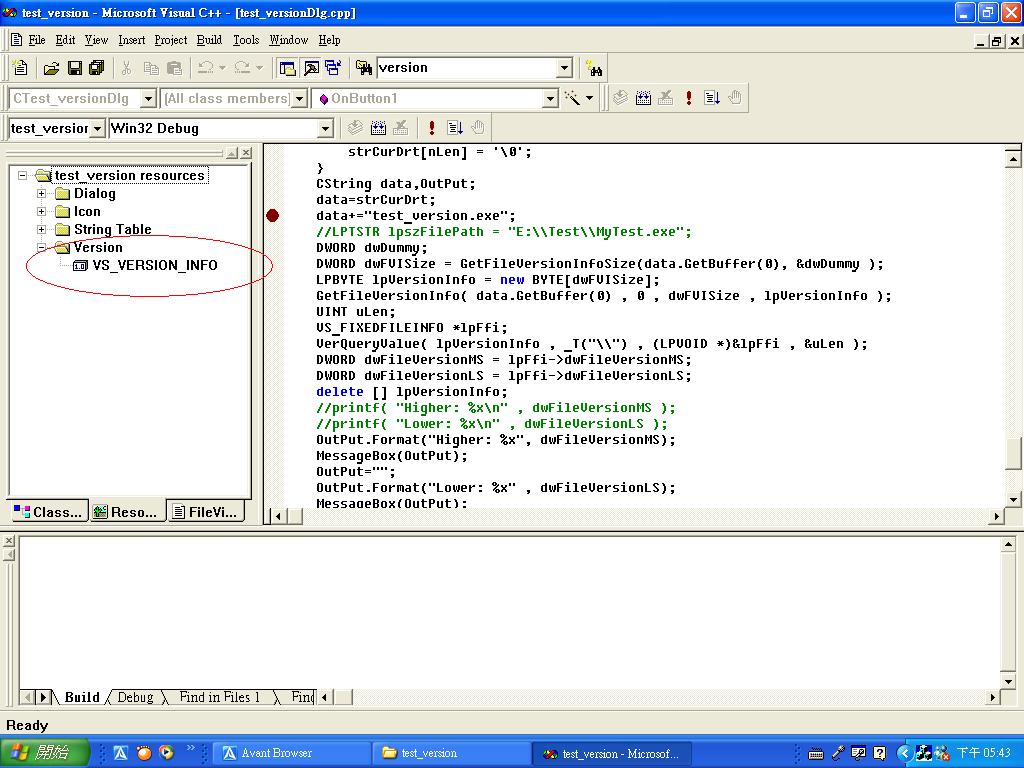 test_version - Microsoft Visual C++ - [test_versionDlg.cpp]
File Edit View Insert Project Build Tools Window Help
version
CTest_versionDlg [All class members] OnButton1
test_version Win32 Debug
test_version resources
Dialog
Icon
String Table
Version
VS_VERSION_INFO
Class... Reso... FileVi...
strCurDrt[nLen] = '\0';
}
CString data,OutPut;
data=strCurDrt;
data+="test_version.exe";
//LPTSTR lpszFilePath = "E:\\Test\\MyTest.exe";
DWORD dwDummy;
DWORD dwFVISize = GetFileVersionInfoSize(data.GetBuffer(0), &dwDummy );
LPBYTE lpVersionInfo = new BYTE[dwFVISize];
GetFileVersionInfo( data.GetBuffer(0) , 0 , dwFVISize , lpVersionInfo );
UINT uLen;
VS_FIXEDFILEINFO *lpFfi;
VerQueryValue( lpVersionInfo , _T("\\") , (LPVOID *)&lpFfi , &uLen );
DWORD dwFileVersionMS = lpFfi->dwFileVersionMS;
DWORD dwFileVersionLS = lpFfi->dwFileVersionLS;
delete [] lpVersionInfo;
//printf( "Higher: %x\n" , dwFileVersionMS );
//printf( "Lower: %x\n" , dwFileVersionLS );
OutPut.Format("Higher: %x", dwFileVersionMS);
MessageBox(OutPut);
OutPut="";
OutPut.Format("Lower: %x" , dwFileVersionLS);
MessageBox(OutPut);
Build Debug Find in Files 1 Find
Ready
開始 Avant Browser test_version test_version - Microsof... 下午 05:43